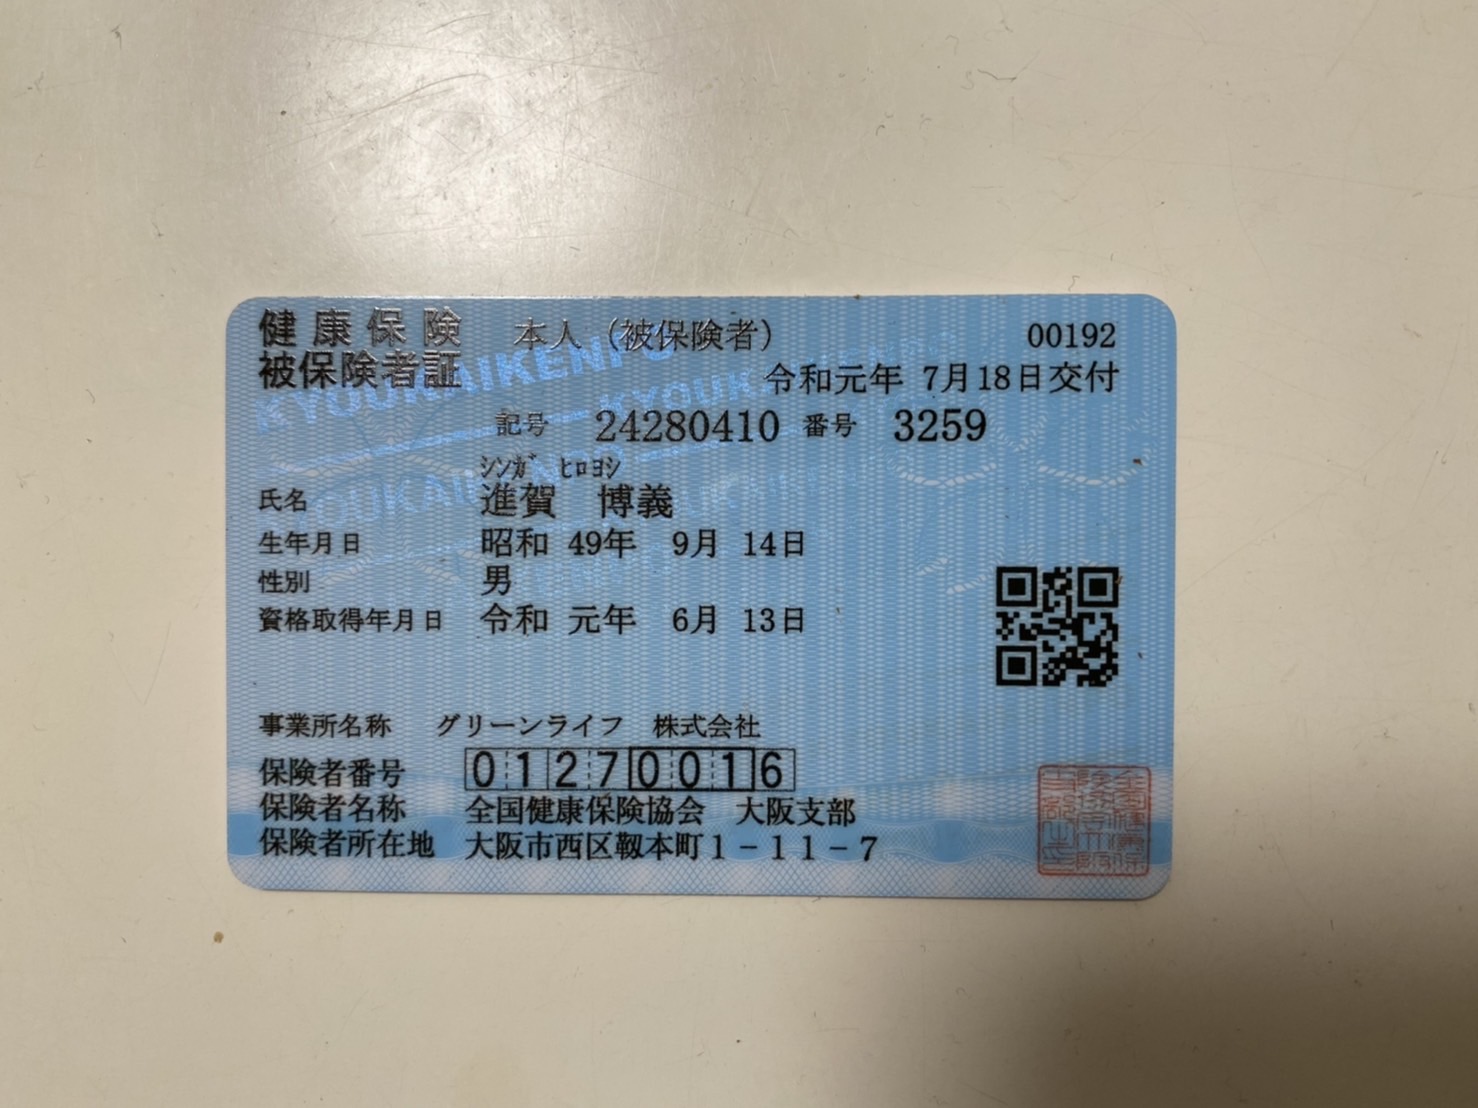 健康保険 本人（被保険者） 00192
被保険者証 令和元年 7月18日交付
記号 24280410 番号 3259
ｼﾝｶﾞ ﾋﾛﾖｼ
氏名 進賀 博義
生年月日 昭和 49年 9月 14日
性別 男
資格取得年月日 令和 元年 6月 13日
事業所名称 グリーンライフ 株式会社
保険者番号 01270016
保険者名称 全国健康保険協会 大阪支部
保険者所在地 大阪市西区靱本町1－11－7